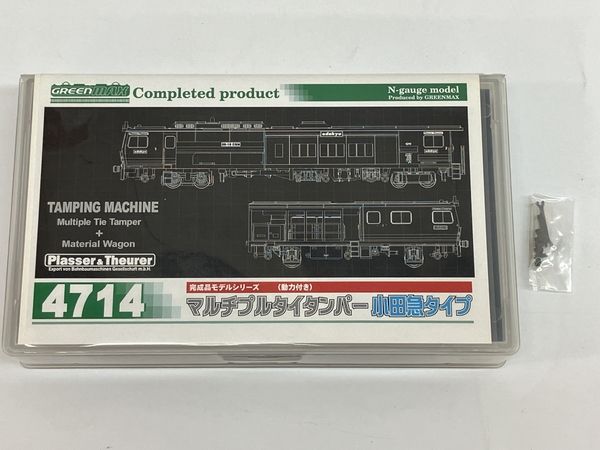 GREENMAX
Completed product
N-gauge model
Produced by GREENMAX
odakyu
TAMPING MACHINE
Multiple Tie Tamper
+
Material Wagon
Plasser & Theurer
Export von Bahnbaumaschinen Gesellschaft m.b.H.
4714
完成品モデルシリーズ (動力付き)
マルチプルタイタンパー 小田急タイプ